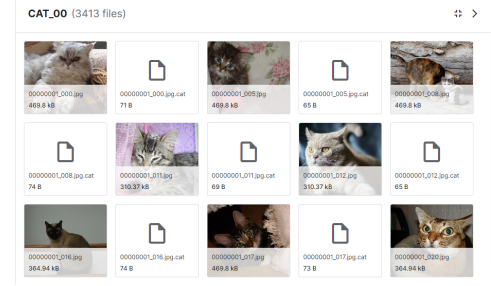 CAT_00 (3413 files)
00000001_000.jpg
469.8 kB
00000001_000.jpg.cat
71 B
00000001_005.jpg
469.8 kB
00000001_005.jpg.cat
65 B
00000001_008.jpg
469.8 kB
00000001_008.jpg.cat
74 B
00000001_011.jpg
310.37 kB
00000001_011.jpg.cat
69 B
00000001_012.jpg
310.37 kB
00000001_012.jpg.cat
65 B
00000001_016.jpg
364.94 kB
00000001_016.jpg.cat
74 B
00000001_017.jpg
469.8 kB
00000001_017.jpg.cat
73 B
00000001_020.jpg
364.94 kB